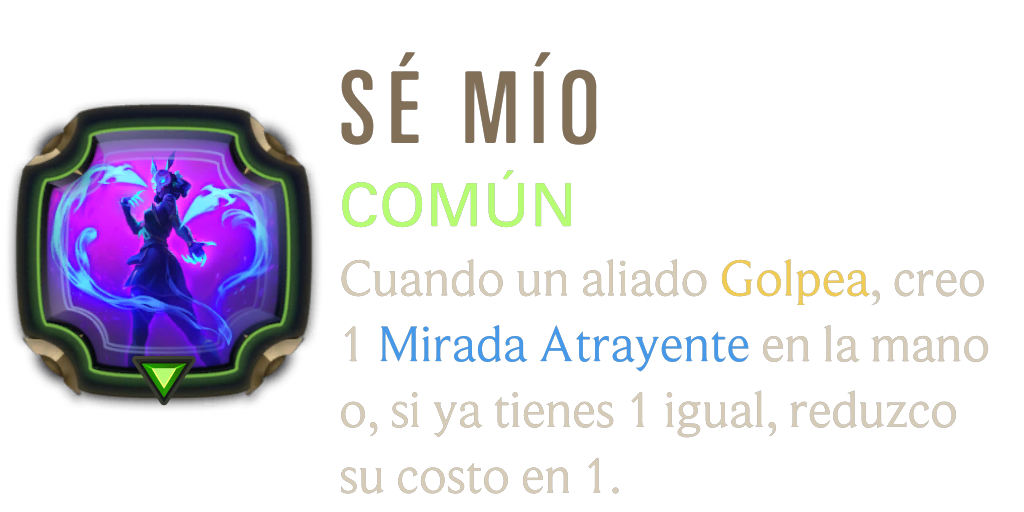 SÉ MÍO
COMÚN
Cuando un aliado Golpea, creo
1 Mirada Atrayente en la mano
o, si ya tienes 1 igual, reduzco
su costo en 1.